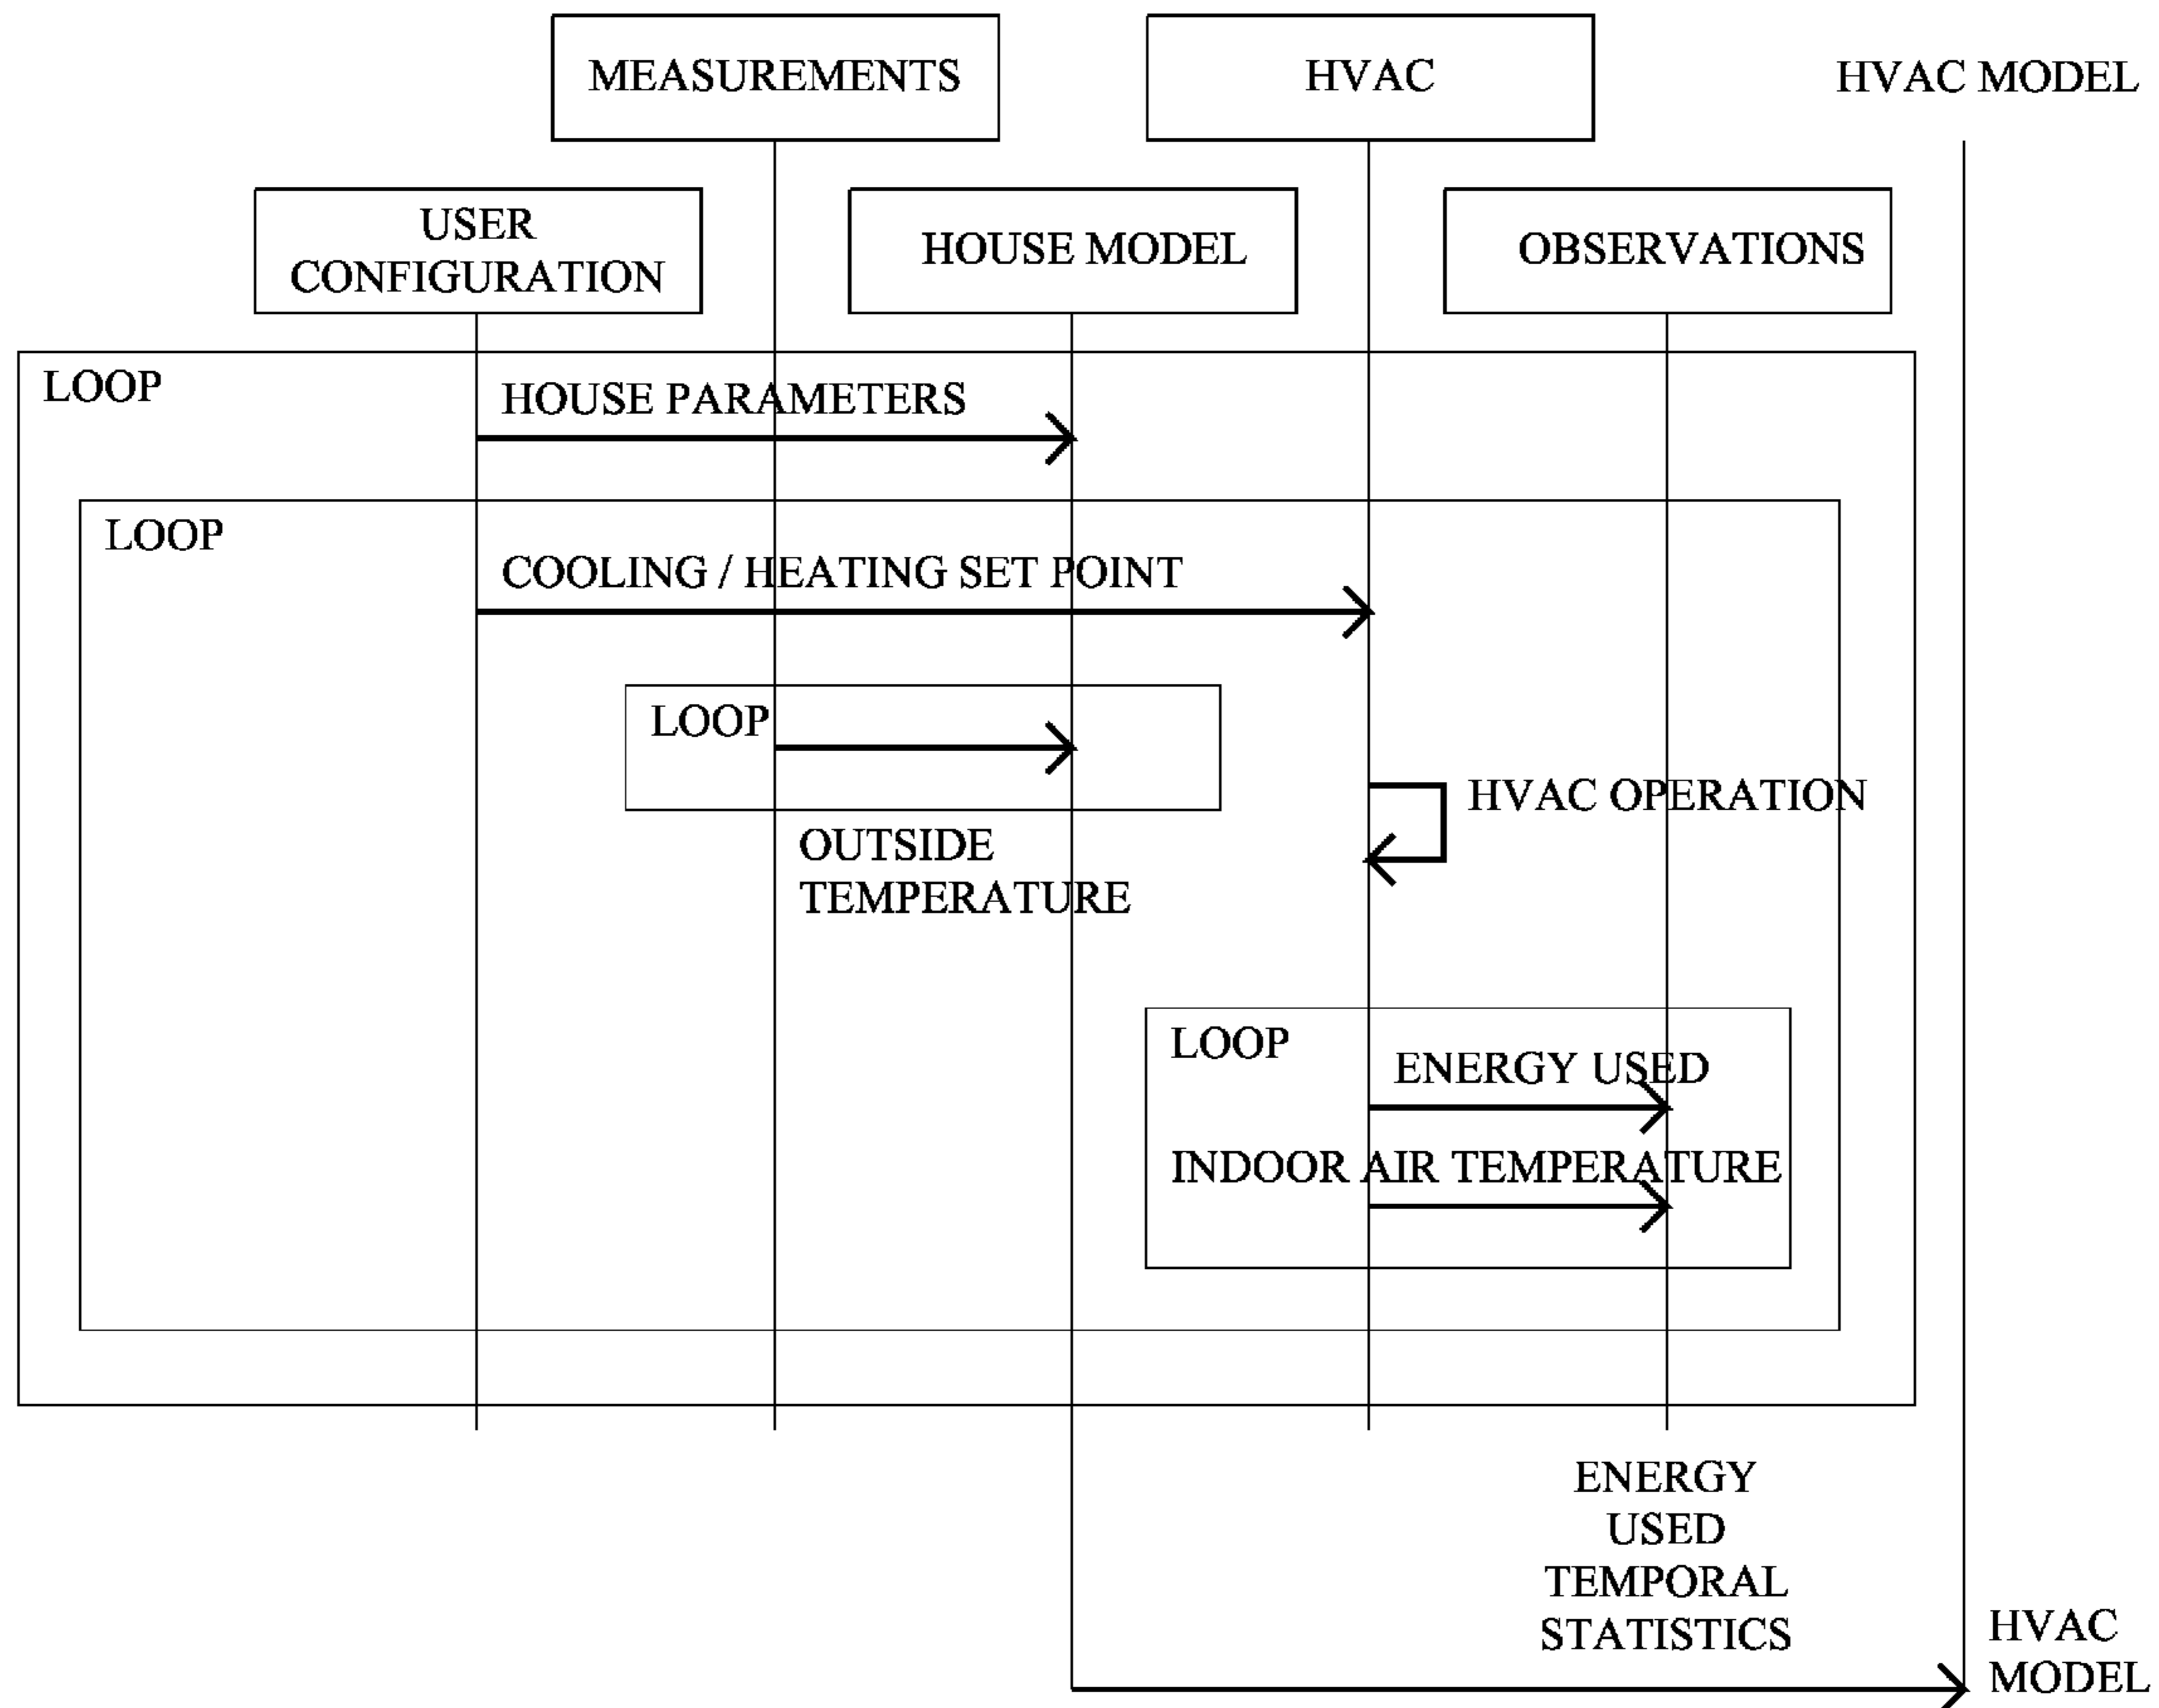 MEASUREMENTS
HVAC
HVAC MODEL
USER
CONFIGURATION
HOUSE MODEL
OBSERVATIONS
LOOP
HOUSE PARAMETERS
LOOP
COOLING / HEATING SET POINT
LOOP
HVAC OPERATION
OUTSIDE
TEMPERATURE
LOOP
ENERGY USED
INDOOR AIR TEMPERATURE
ENERGY
USED
TEMPORAL
STATISTICS
HVAC
MODEL